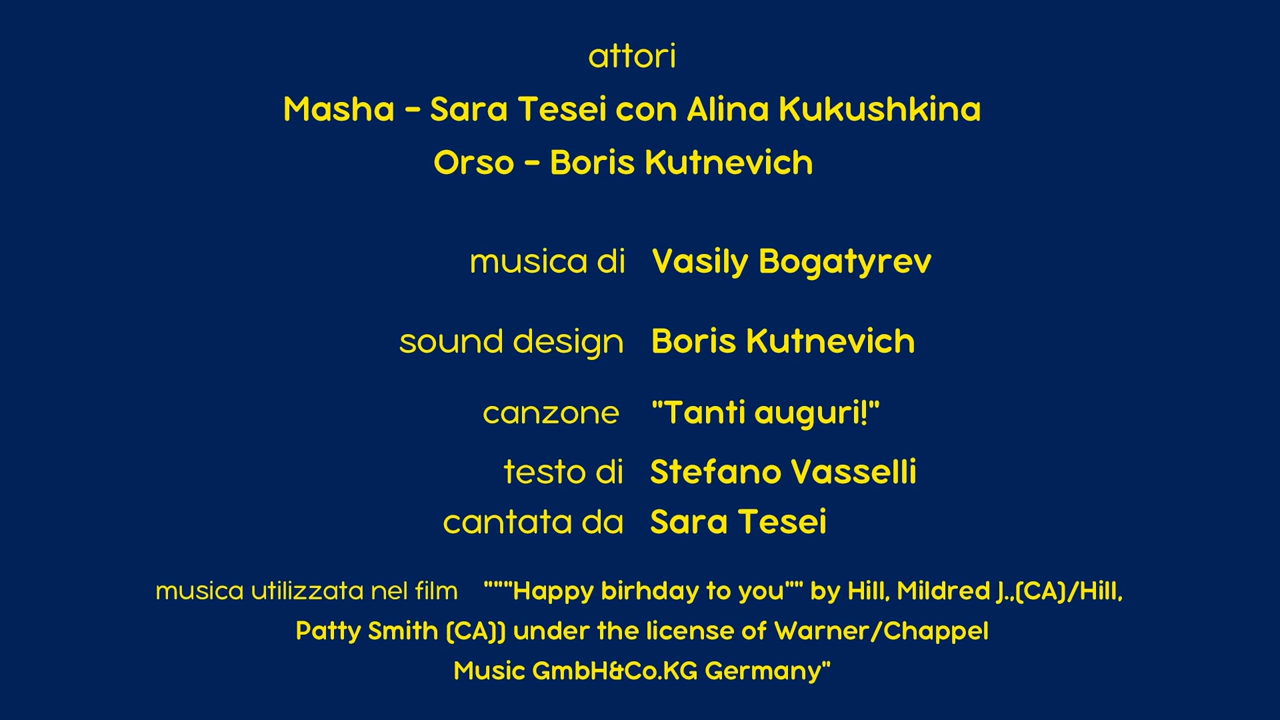 attori
Masha - Sara Tesei con Alina Kukushkina
Orso - Boris Kutnevich
musica di Vasily Bogatyrev
sound design Boris Kutnevich
canzone "Tanti auguri!"
testo di Stefano Vasselli
cantata da Sara Tesei
musica utilizzata nel film """Happy birhday to you"" by Hill, Mildred J.,(CA)/Hill,
Patty Smith (CA)) under the license of Warner/Chappel
Music GmbH&Co.KG Germany"